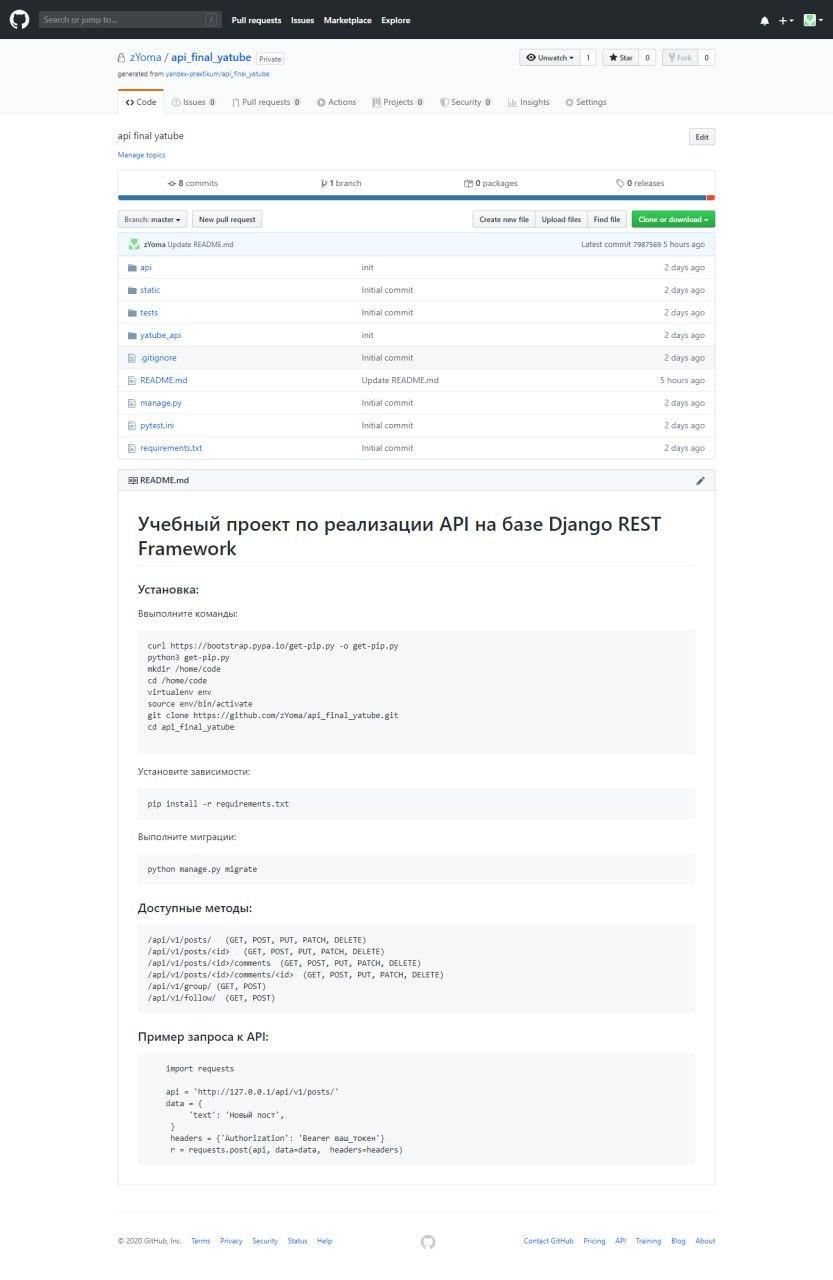 Search or jump to... /
Pull requests Issues Marketplace Explore
zYoma / api_final_yatube Private
Unwatch 1 Star 0 Fork 0
generated from yandex-praktikum/api_final_yatube
Code Issues 0 Pull requests 0 Actions Projects 0 Security 0 Insights Settings
api final yatube
Edit
Manage topics
8 commits 1 branch 0 packages 0 releases
Branch: master New pull request Create new file Upload files Find file Clone or download
zYoma Update README.md Latest commit 7987569 5 hours ago
api init 2 days ago
static Initial commit 2 days ago
tests Initial commit 2 days ago
yatube_api init 2 days ago
.gitignore Initial commit 2 days ago
README.md Update README.md 5 hours ago
manage.py Initial commit 2 days ago
pytest.ini Initial commit 2 days ago
requirements.txt Initial commit 2 days ago
README.md
Учебный проект по реализации API на базе Django REST
Framework
Установка:
Ввыполните команды:
curl https://bootstrap.pypa.io/get-pip.py -o get-pip.py
python3 get-pip.py
mkdir /home/code
cd /home/code
virtualenv env
source env/bin/activate
git clone https://github.com/zYoma/api_final_yatube.git
cd api_final_yatube
Установите зависимости:
pip install -r requirements.txt
Выполните миграции:
python manage.py migrate
Доступные методы:
/api/v1/posts/ (GET, POST, PUT, PATCH, DELETE)
/api/v1/posts/<id> (GET, POST, PUT, PATCH, DELETE)
/api/v1/posts/<id>/comments (GET, POST, PUT, PATCH, DELETE)
/api/v1/posts/<id>/comments/<id> (GET, POST, PUT, PATCH, DELETE)
/api/v1/group/ (GET, POST)
/api/v1/follow/ (GET, POST)
Пример запроса к API:
import requests
api = 'http://127.0.0.1/api/v1/posts/'
data = {
'text': 'Новый пост',
}
headers = {'Authorization': 'Bearer ваш_токен'}
r = requests.post(api, data=data, headers=headers)
© 2020 GitHub, Inc. Terms Privacy Security Status Help Contact GitHub Pricing API Training Blog About